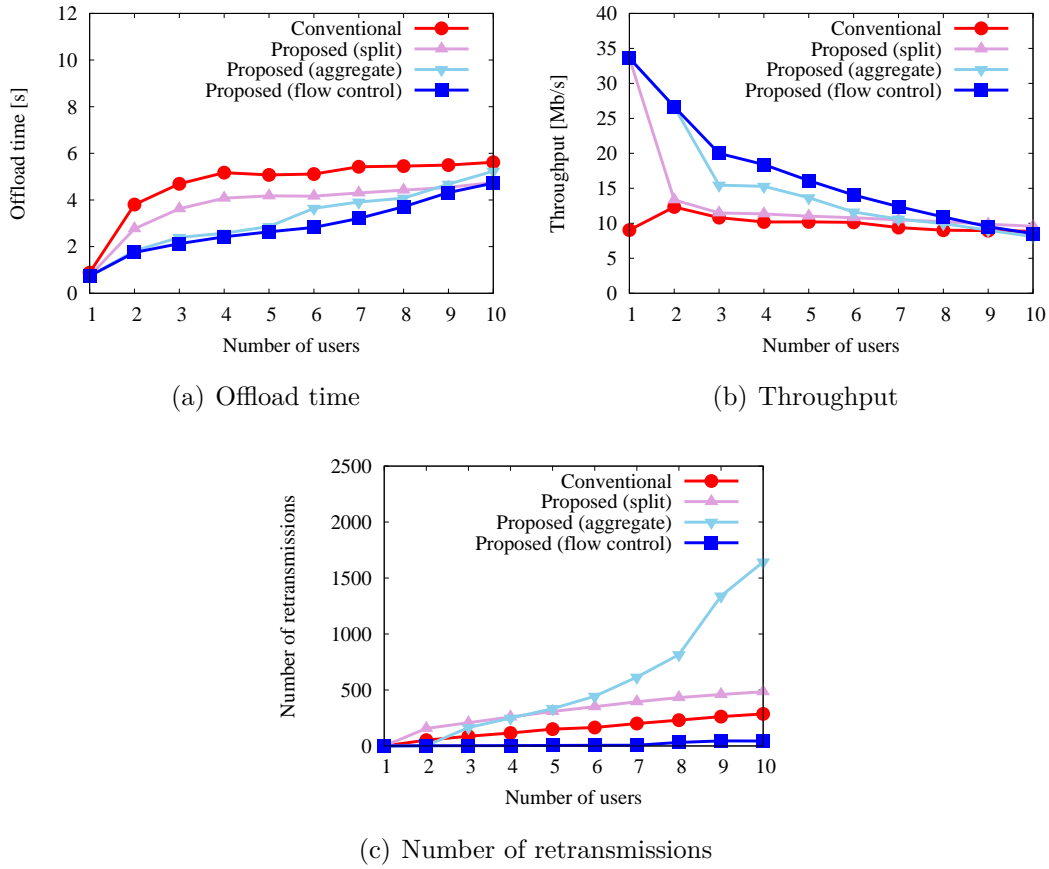 Offload time [s]
12
10
8
6
4
2
0
1 2 3 4 5 6 7 8 9 10
Number of users
Conventional
Proposed (split)
Proposed (aggregate)
Proposed (flow control)
(a) Offload time
Throughput [Mb/s]
40
35
30
25
20
15
10
5
0
1 2 3 4 5 6 7 8 9 10
Number of users
Conventional
Proposed (split)
Proposed (aggregate)
Proposed (flow control)
(b) Throughput
Number of retransmissions
2500
2000
1500
1000
500
0
1 2 3 4 5 6 7 8 9 10
Number of users
Conventional
Proposed (split)
Proposed (aggregate)
Proposed (flow control)
(c) Number of retransmissions